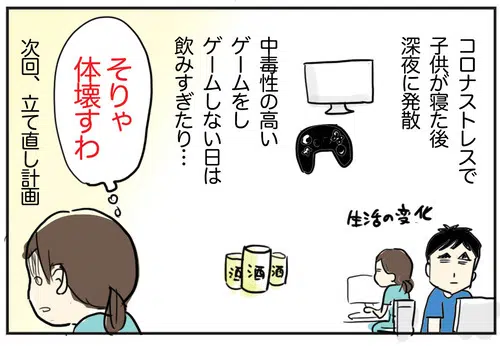 コロナストレスで
子供が寝た後
深夜に発散
中毒性の高い
ゲームをし
ゲームしない日は
飲みすぎたり…
生活の変化
酒
酒
酒
そりゃ
体壊すわ
次回、立て直し計画